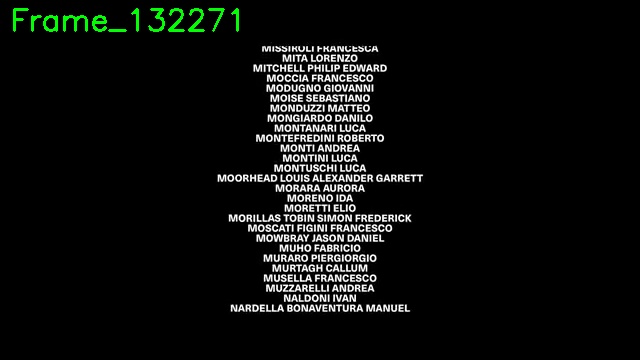 Frame_132271
MISSIROLI FRANCESCA
MITA LORENZO
MITCHELL PHILIP EDWARD
MOCCIA FRANCESCO
MODUGNO GIOVANNI
MOISE SEBASTIANO
MONDUZZI MATTEO
MONGIARDO DANILO
MONTANARI LUCA
MONTEFREDINI ROBERTO
MONTI ANDREA
MONTINI LUCA
MONTUSCHI LUCA
MOORHEAD LOUIS ALEXANDER GARRETT
MORARA AURORA
MORENO IDA
MORETTI ELIO
MORILLAS TOBIN SIMON FREDERICK
MOSCATI FIGINI FRANCESCO
MOWBRAY JASON DANIEL
MUHO FABRICIO
MURARO PIERGIORGIO
MURTAGH CALLUM
MUSELLA FRANCESCO
MUZZARELLI ANDREA
NALDONI IVAN
NARDELLA BONAVENTURA MANUEL